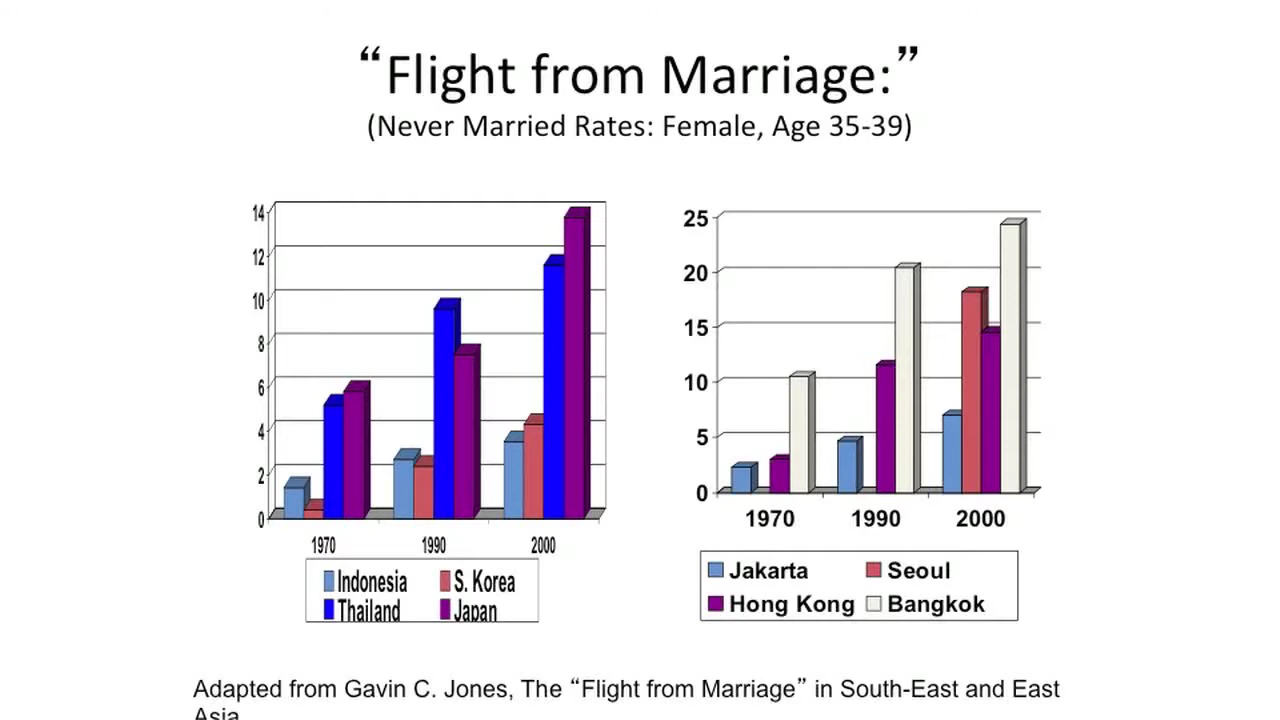 “Flight from Marriage:”
(Never Married Rates: Female, Age 35-39)
14
12
10
8
6
4
2
0
1970 1990 2000
Indonesia S. Korea
Thailand Japan
25
20
15
10
5
0
1970 1990 2000
Jakarta Seoul
Hong Kong Bangkok
Adapted from Gavin C. Jones, The “Flight from Marriage” in South-East and East
Asia